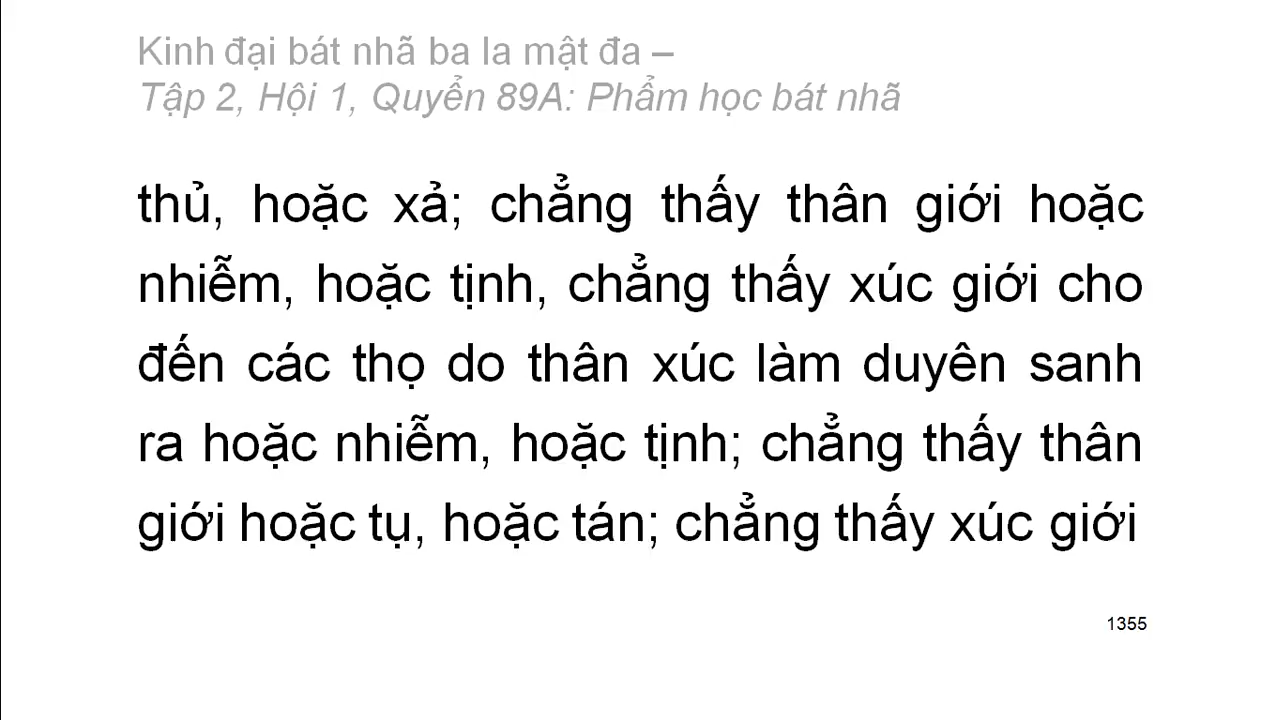 Kinh đại bát nhã ba la mật đa –
Tập 2, Hội 1, Quyển 89A: Phẩm học bát nhã
thủ, hoặc xả; chẳng thấy thân giới hoặc
nhiễm, hoặc tịnh, chẳng thấy xúc giới cho
đến các thọ do thân xúc làm duyên sanh
ra hoặc nhiễm, hoặc tịnh; chẳng thấy thân
giới hoặc tụ, hoặc tán; chẳng thấy xúc giới
1355